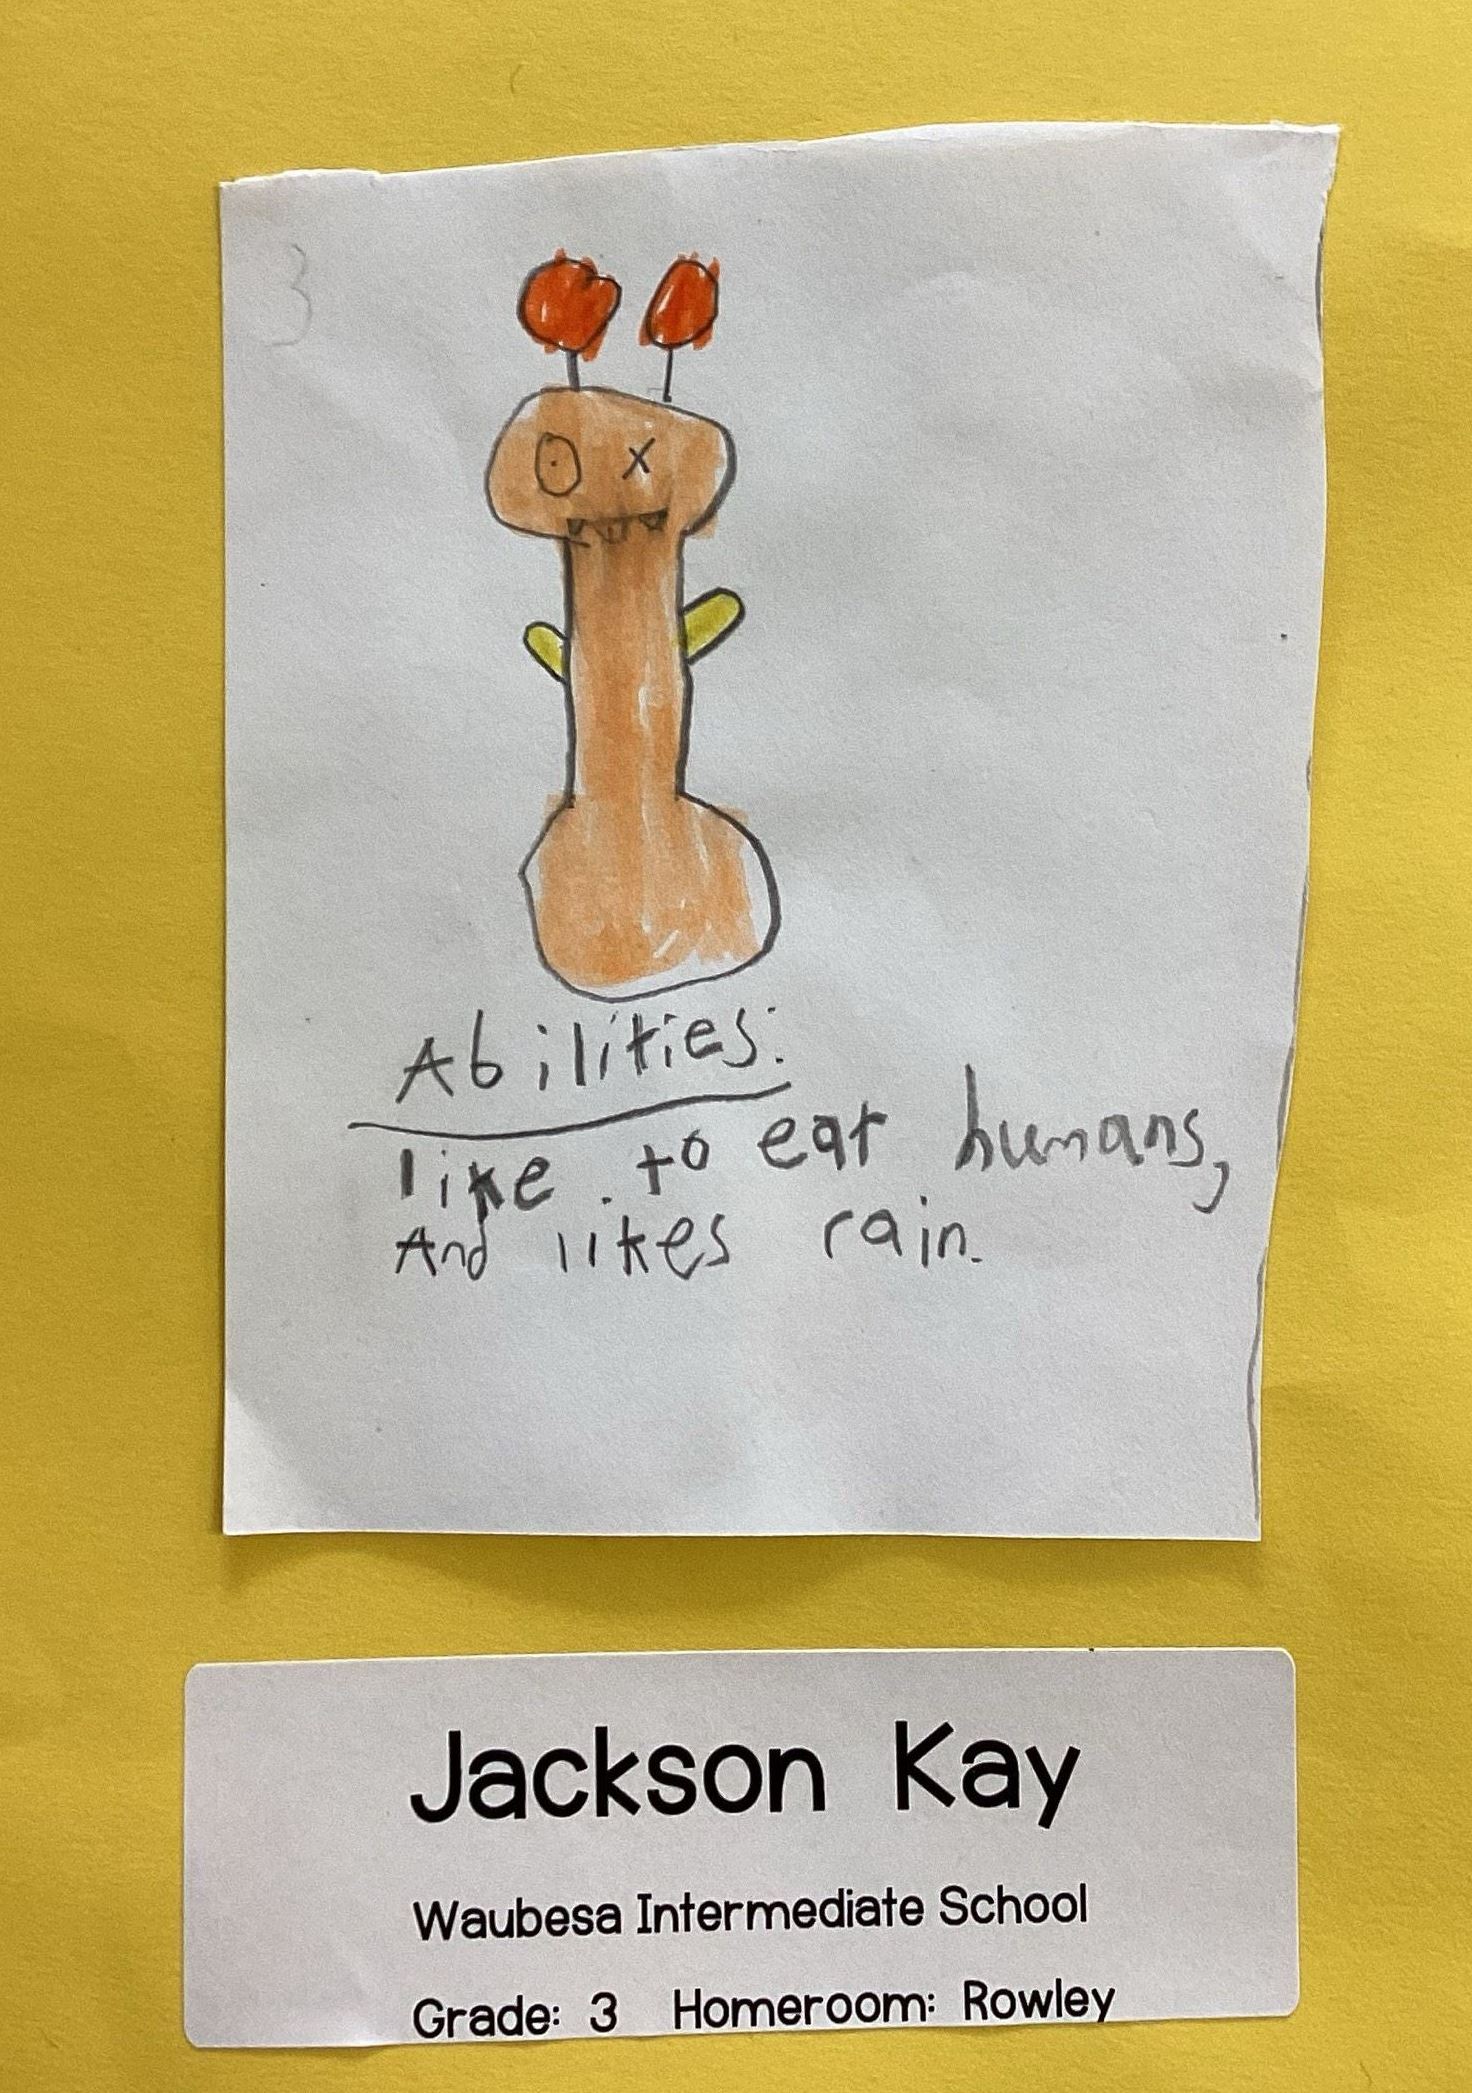 3
Abilities:
like to eat humans,
And likes rain.
Jackson Kay
Waubesa Intermediate School
Grade: 3 Homeroom: Rowley